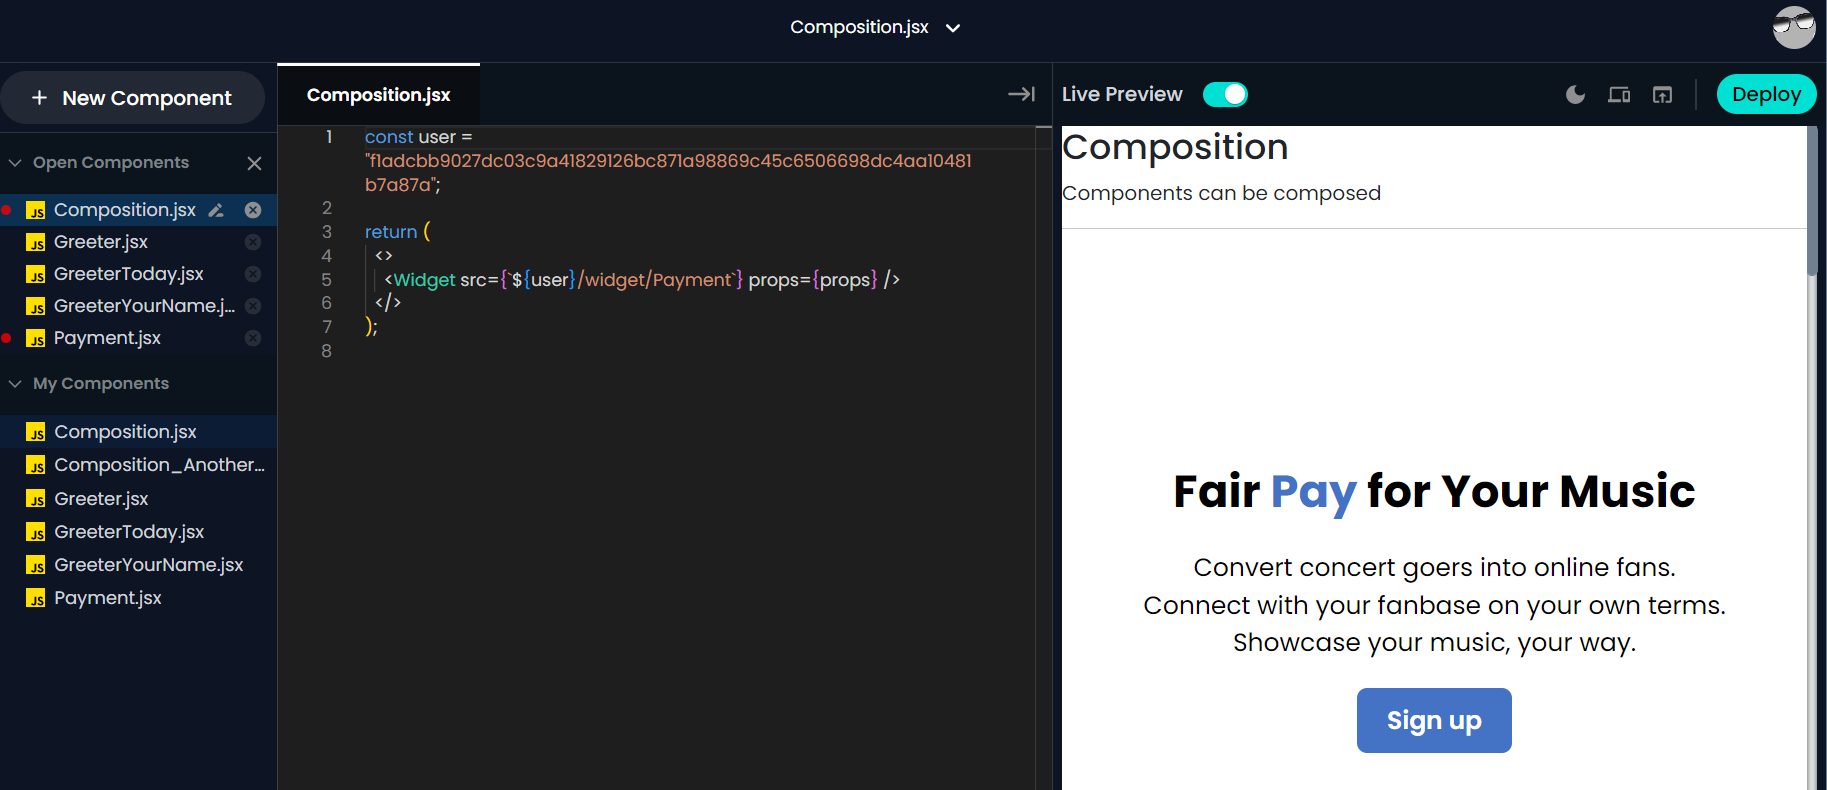 Composition.jsx
+ New Component
Open Components
JS Composition.jsx
JS Greeter.jsx
JS GreeterToday.jsx
JS GreeterYourName.j...
JS Payment.jsx
My Components
JS Composition.jsx
JS Composition_Another...
JS Greeter.jsx
JS GreeterToday.jsx
JS GreeterYourName.jsx
JS Payment.jsx
Composition.jsx
1 const user =
"f1adcbb9027dc03c9a41829126bc871a98869c45c6506698dc4aa10481
b7a87a";
2
3 return (
4 <>
5 <Widget src={`${user}/widget/Payment`} props={props} />
6 </>
7 );
8
Live Preview
Deploy
Composition
Components can be composed
Fair Pay for Your Music
Convert concert goers into online fans.
Connect with your fanbase on your own terms.
Showcase your music, your way.
Sign up